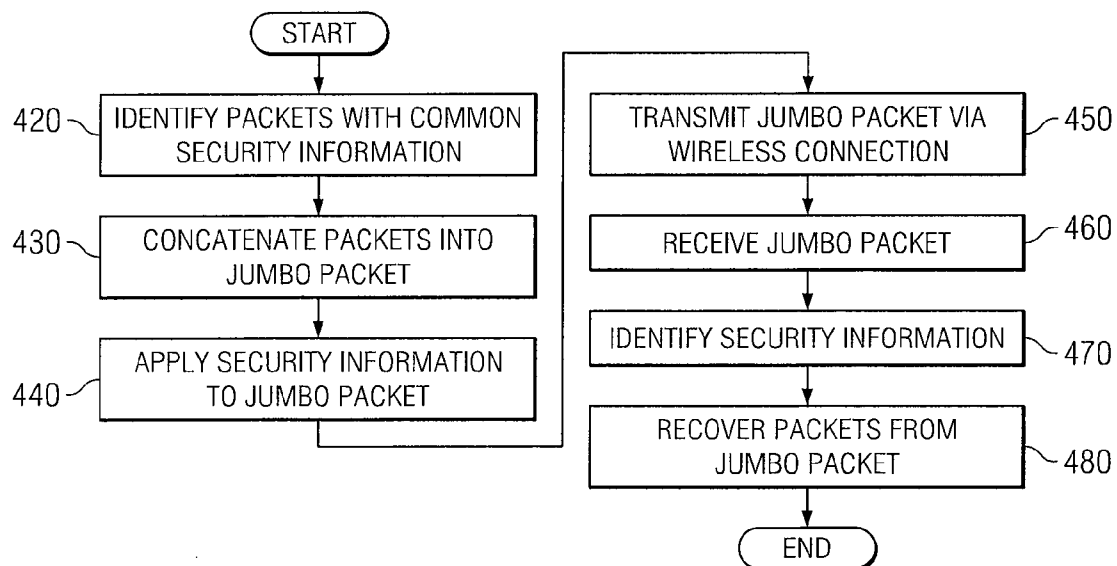 START
420
IDENTIFY PACKETS WITH COMMON
SECURITY INFORMATION
430
CONCATENATE PACKETS INTO
JUMBO PACKET
440
APPLY SECURITY INFORMATION
TO JUMBO PACKET
TRANSMIT JUMBO PACKET VIA
WIRELESS CONNECTION
450
RECEIVE JUMBO PACKET
460
IDENTIFY SECURITY INFORMATION
470
RECOVER PACKETS FROM
JUMBO PACKET
480
END